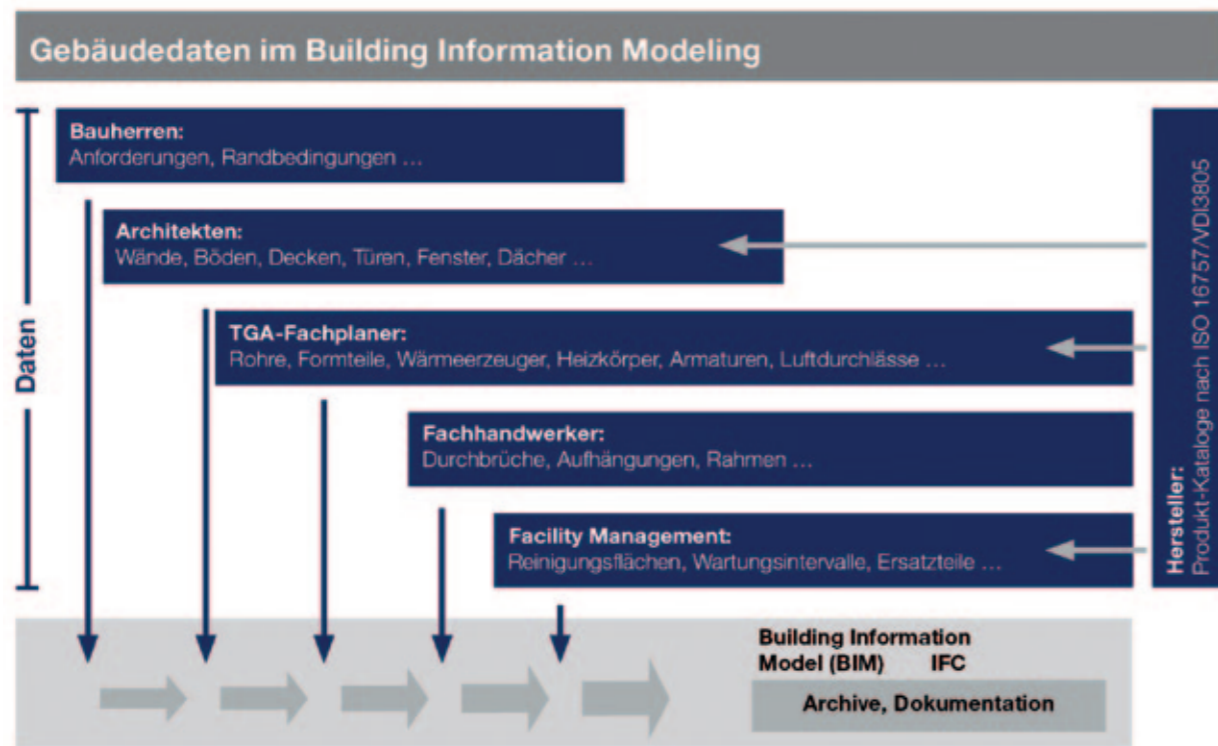 Gebäudedaten im Building Information Modeling
Daten
Bauherren:
Anforderungen, Randbedingungen …
Architekten:
Wände, Böden, Decken, Türen, Fenster, Dächer …
TGA-Fachplaner:
Rohre, Formteile, Wärmeerzeuger, Heizkörper, Armaturen, Luftdurchlässe …
Fachhandwerker:
Durchbrüche, Aufhängungen, Rahmen …
Facility Management:
Reinigungsflächen, Wartungsintervalle, Ersatzteile …
Hersteller:
Produkt-Kataloge nach ISO 16757/VDI3805
Building Information
Model (BIM) IFC
Archive, Dokumentation